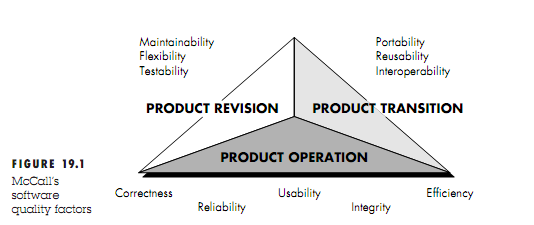 Maintainability
Flexibility
Testability
Portability
Reusability
Interoperability
PRODUCT REVISION
PRODUCT TRANSITION
PRODUCT OPERATION
FIGURE 19.1
McCall's
software
quality factors
Correctness
Reliability
Usability
Integrity
Efficiency